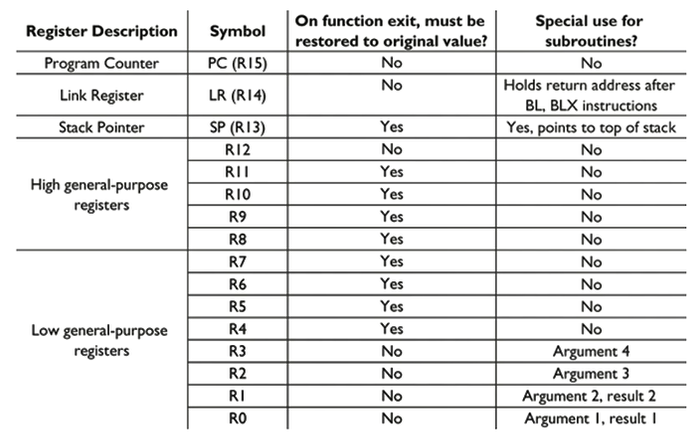 Register Description Symbol On function exit, must be restored to original value? Special use for subroutines?
Program Counter PC (R15) No No
Link Register LR (R14) No Holds return address after BL, BLX instructions
Stack Pointer SP (R13) Yes Yes, points to top of stack
High general-purpose registers R12 No No
R11 Yes No
R10 Yes No
R9 Yes No
R8 Yes No
Low general-purpose registers R7 Yes No
R6 Yes No
R5 Yes No
R4 Yes No
R3 No Argument 4
R2 No Argument 3
R1 No Argument 2, result 2
R0 No Argument 1, result 1